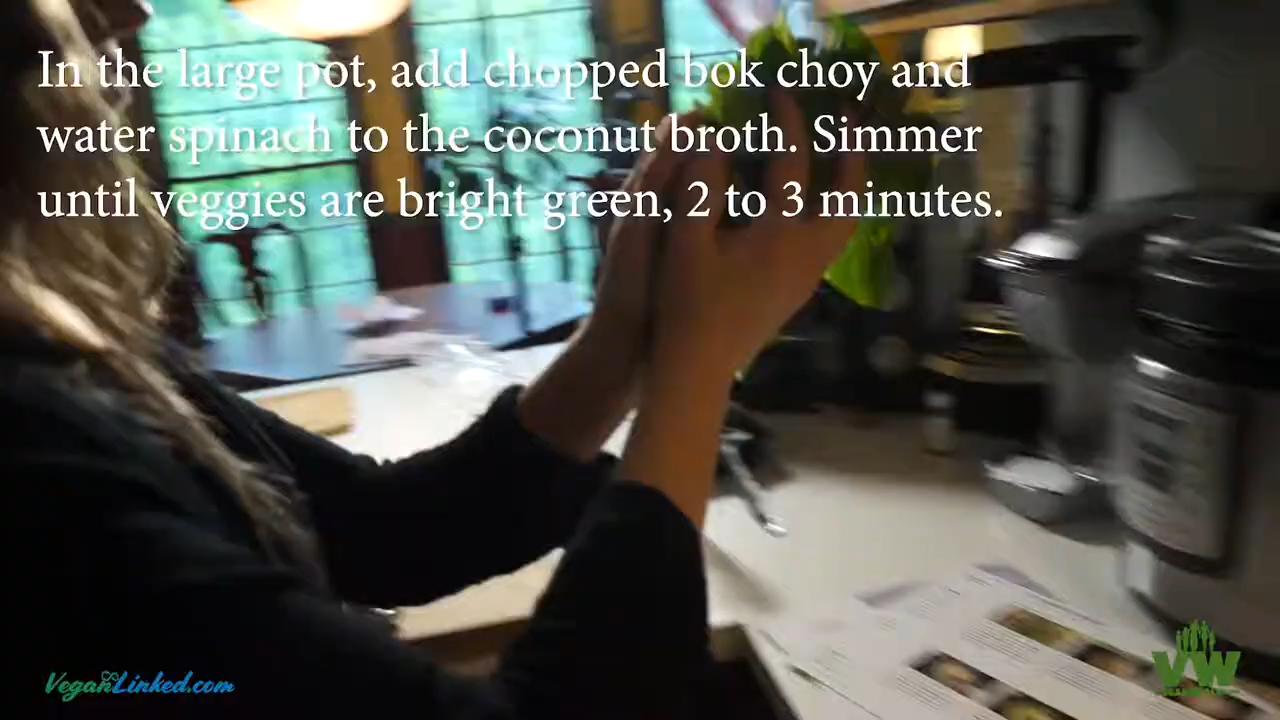 In the large pot, add chopped bok choy and
water spinach to the coconut broth. Simmer
until veggies are bright green, 2 to 3 minutes.
VeganLinked.com
VW